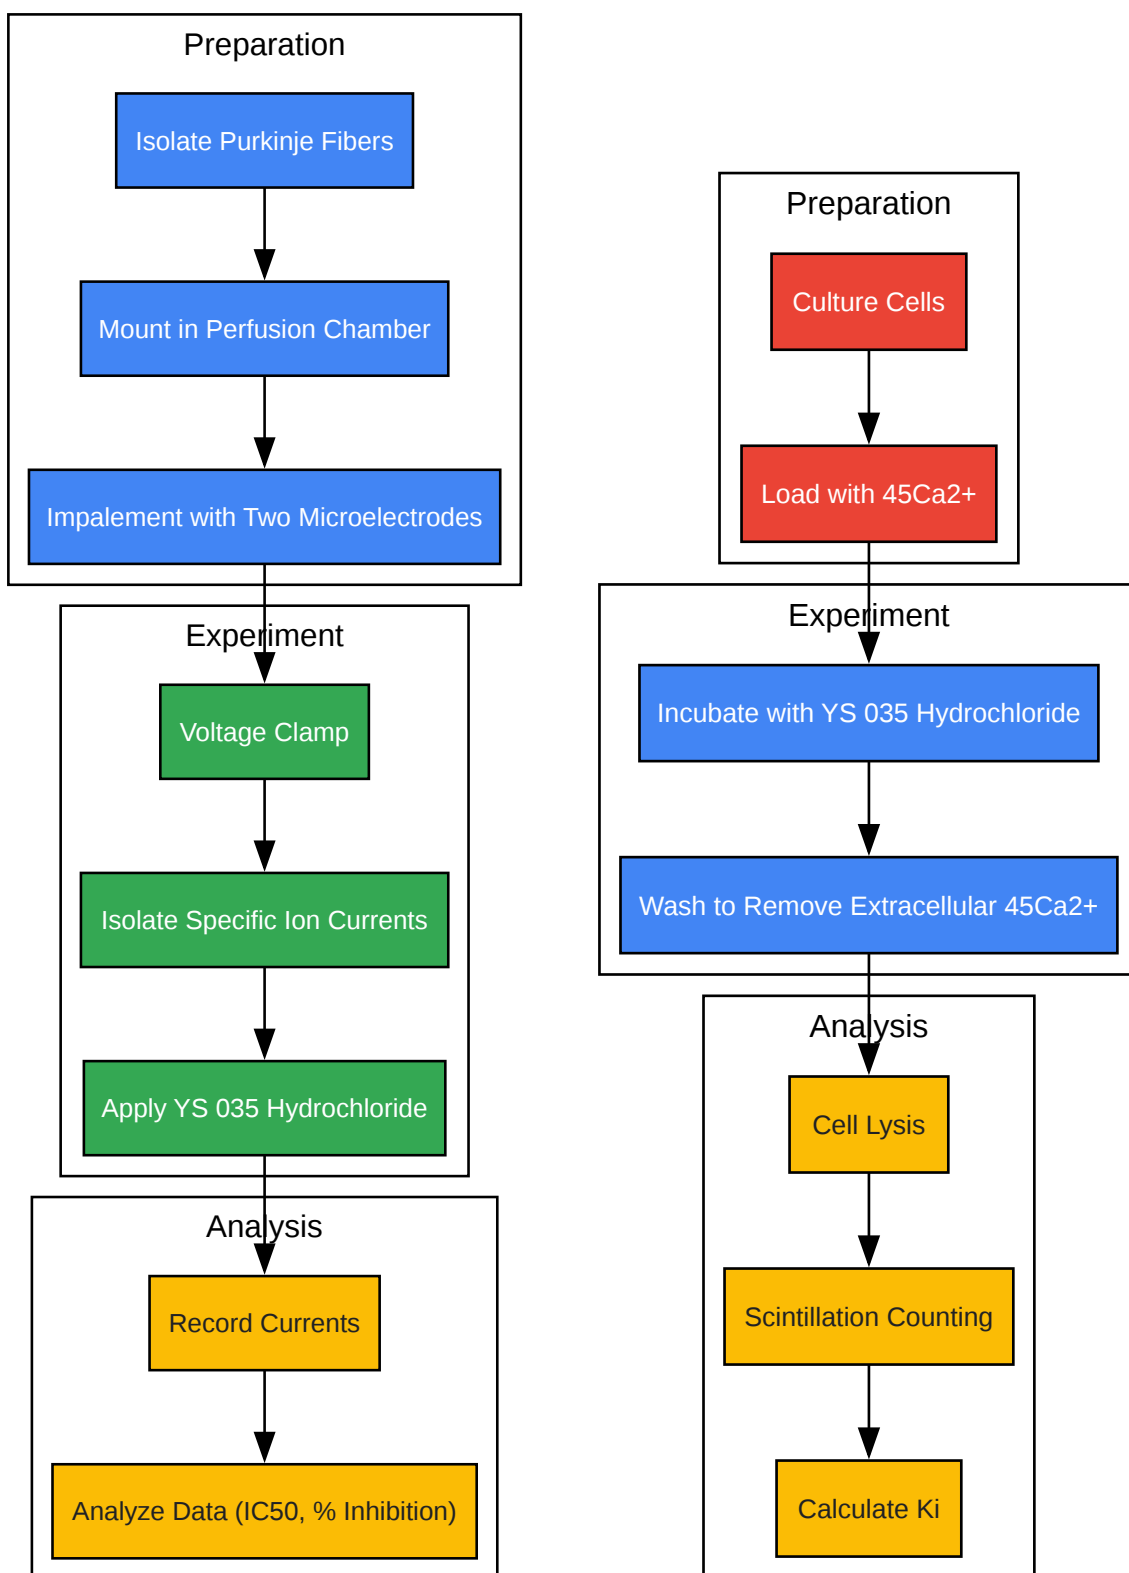 Preparation
Isolate Purkinje Fibers
Mount in Perfusion Chamber
Impalement with Two Microelectrodes
Experiment
Voltage Clamp
Isolate Specific Ion Currents
Apply YS 035 Hydrochloride
Analysis
Record Currents
Analyze Data (IC50, % Inhibition)
Preparation
Culture Cells
Load with 45Ca2+
Experiment
Incubate with YS 035 Hydrochloride
Wash to Remove Extracellular 45Ca2+
Analysis
Cell Lysis
Scintillation Counting
Calculate Ki